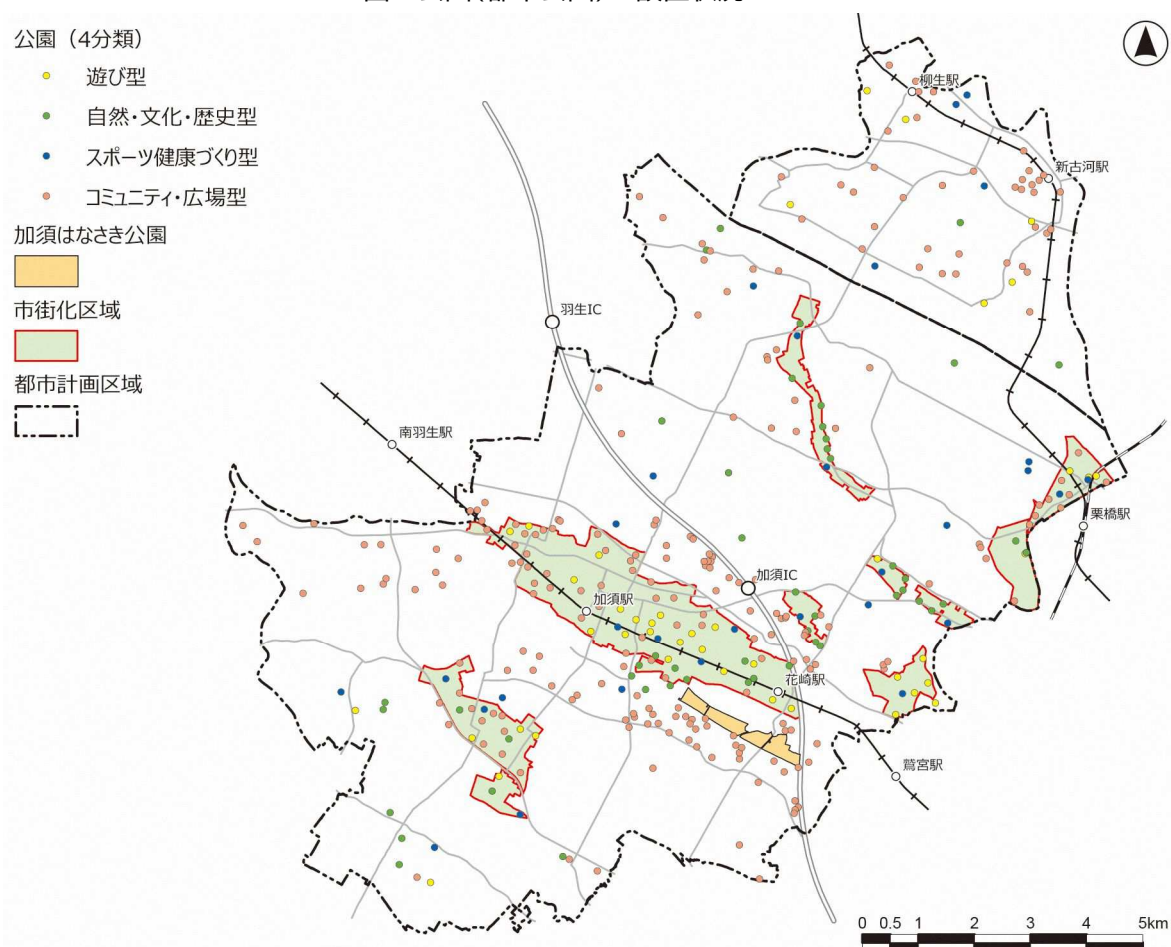 公園（4分類）
遊び型
自然・文化・歴史型
スポーツ健康づくり型
コミュニティ・広場型
加須はなさき公園
市街化区域
都市計画区域
柳生駅
新古河駅
羽生IC
南羽生駅
栗橋駅
加須IC
加須駅
花崎駅
鷲宮駅
0 0.5 1 2 3 4 5km